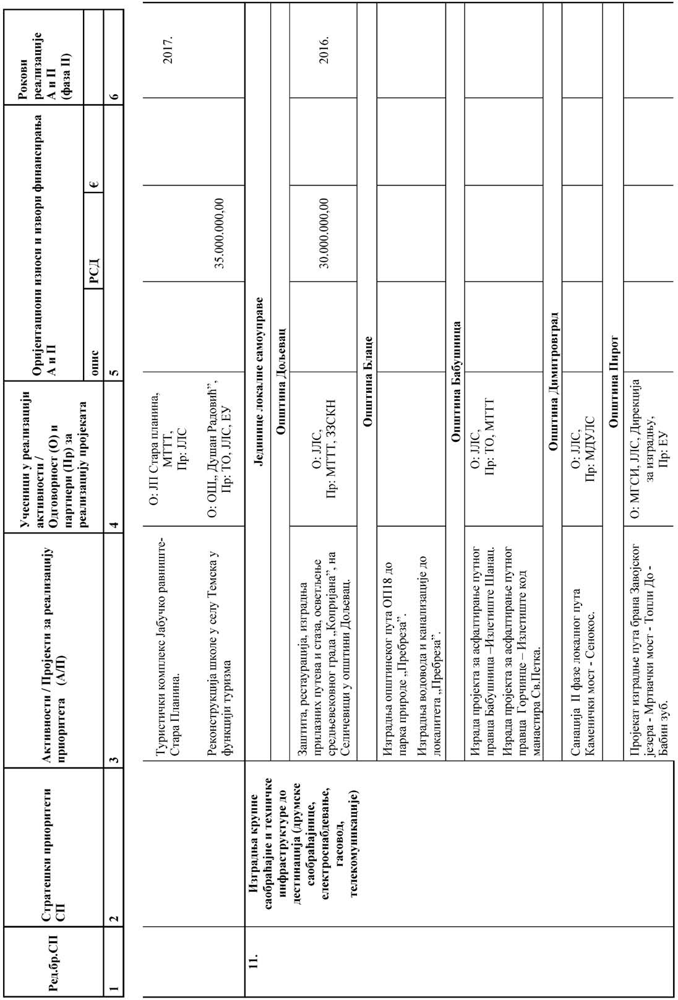 Ред.бр.СП
Стратешки приоритети
СП
Активности / Пројекти за реализацију
приоритета (А/П)
Учесници у реализацији
активности /
Одговорност (О) и
партнери (Пр) за
реализацију пројеката
Оријентациони износи и извори финансирања
А и П
опис
РСД
€
Рокови
реализације
А и П
(фаза II)
1
2
3
4
5
6
Туристички комплекс Јабучко равниште-
Стара Планина.
О: ЈП Стара планина,
МТТТ,
Пр: ЈЛС
2017.
Реконструкција школе у селу Темска у
функцији туризма
О: ОШ„ Душан Радовић”,
Пр: ТО, ЈЛС, ЕУ
35.000.000,00
11.
Изградња крупне
саобраћајне и техничке
инфраструктуре до
дестинација (друмске
саобраћајнице,
електроснабдевање,
гасовод,
телекомуникације)
Јединице локалне самоуправе
Општина Дољевац
Заштита, рестаурација, изградња
прилазних путева и стаза, осветљење
средњевековног града „Копријана”, на
Селичевици у општини Дољевац.
О: ЈЛС,
Пр: МТТТ, ЗЗСКН
30.000.000,00
2016.
Општина Блаце
Изградња општинског пута ОП18 до
парка природе „Пребреза”.
Изградња водовода и канализације до
локалитета „Пребреза”.
Општина Бабушница
Израда пројекта за асфалтирање путног
правца Бабушница –Излетиште Шанац.
Израда пројекта за асфалтирање путног
правца Горчинце – Излетиште код
манастира Св.Петка.
О: ЈЛС,
Пр: ТО, МТТТ
Општина Димитровград
Санација II фазе локалног пута
Каменички мост - Сенокос.
О: ЈЛС,
Пр: МДУЛС
Општина Пирот
Пројекат изградње пута брана Завојског
језера - Мртвачки мост - Топли До -
Бабин зуб.
О: МГСИ, ЈЛС, Дирекција
за изградњу,
Пр: ЕУ